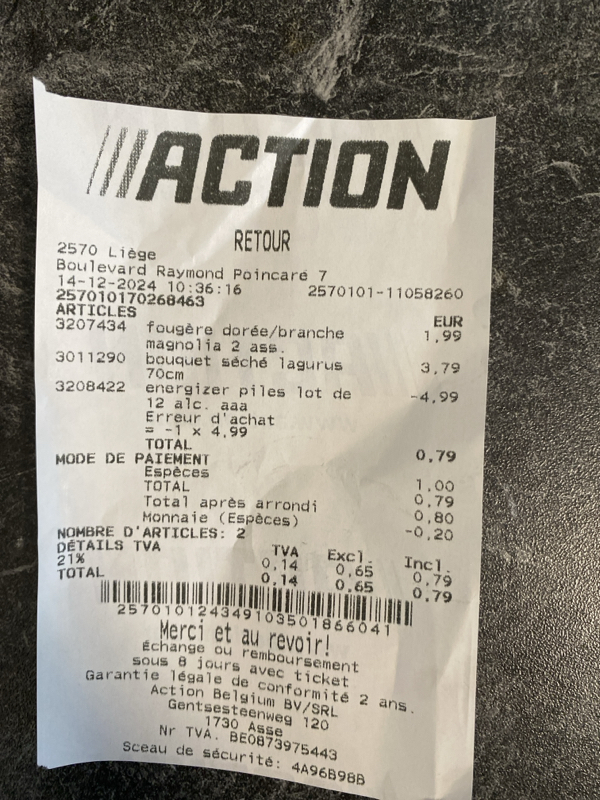 ACTION
RETOUR
2570 Liège
Boulevard Raymond Poincaré 7
14-12-2024 10:36:16 2570101-11058260
257010170268463
ARTICLES EUR
3207434 fougère dorée/branche 1,99
magnolia 2 ass.
3011290 bouquet séché lagurus 3,79
70cm
3208422 energizer piles lot de -4,99
12 alc. aaa
Erreur d'achat
= -1 x 4,99
TOTAL 0,79
MODE DE PAIEMENT
Espèces 1,00
TOTAL 0,79
Total après arrondi 0,80
Monnaie (Espèces) -0,20
NOMBRE D'ARTICLES: 2
DÉTAILS TVA TVA Excl. Incl.
21% 0,14 0,65 0,79
TOTAL 0,14 0,65 0,79
257010124349103501866041
Merci et au revoir!
Échange ou remboursement
sous 8 jours avec ticket
Garantie légale de conformité 2 ans.
Action Belgium BV/SRL
Gentsesteenweg 120
1730 Asse
Nr TVA. BE0873975443
Sceau de sécurité: 4A96B98B